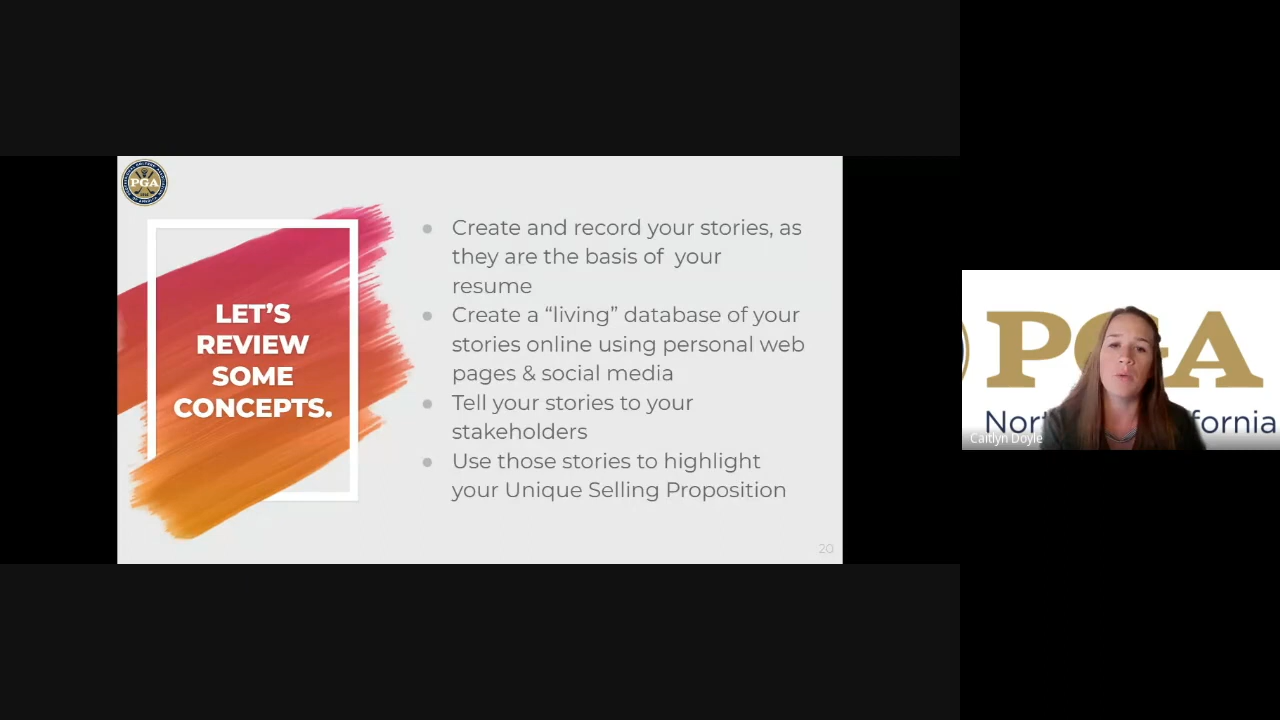 PGA
LET’S
REVIEW
SOME
CONCEPTS.
● Create and record your stories, as
they are the basis of  your
resume
● Create a “living” database of your
stories online using personal web
pages & social media
● Tell your stories to your
stakeholders
● Use those stories to highlight
your Unique Selling Proposition
20
PGA
Caitlyn Doyle